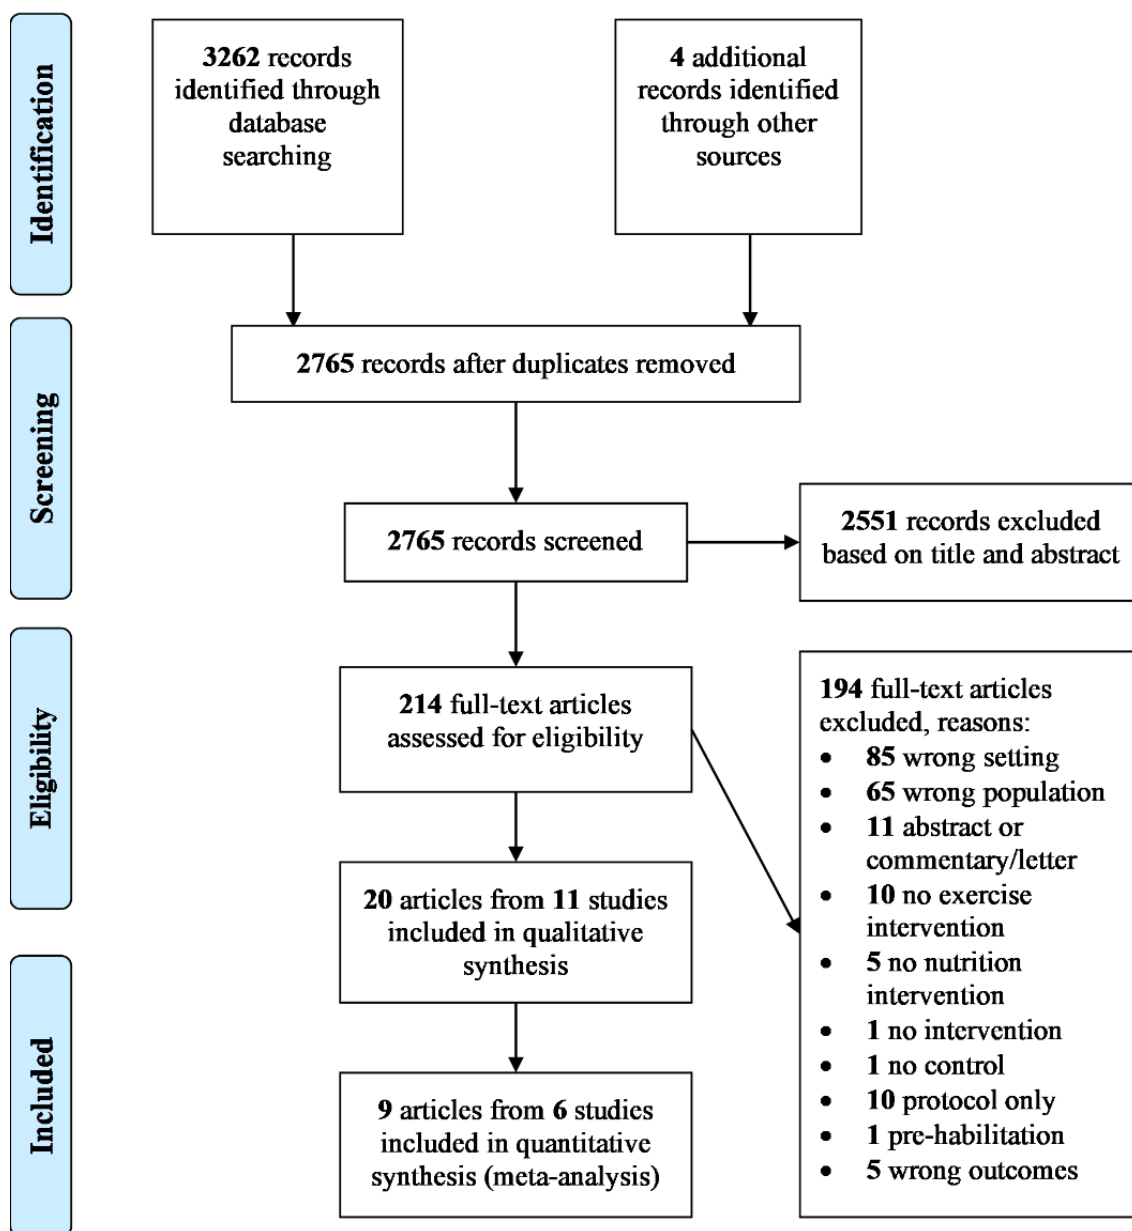 Identification
3262 records
identified through
database
searching
4 additional
records identified
through other
sources
Screening
2765 records after duplicates removed
2765 records screened
2551 records excluded
based on title and abstract
Eligibility
214 full-text articles
assessed for eligibility
194 full-text articles
excluded, reasons:
• 85 wrong setting
• 65 wrong population
• 11 abstract or
commentary/letter
• 10 no exercise
intervention
• 5 no nutrition
intervention
• 1 no intervention
• 1 no control
• 10 protocol only
• 1 pre-habilitation
• 5 wrong outcomes
20 articles from 11 studies
included in qualitative
synthesis
Included
9 articles from 6 studies
included in quantitative
synthesis (meta-analysis)